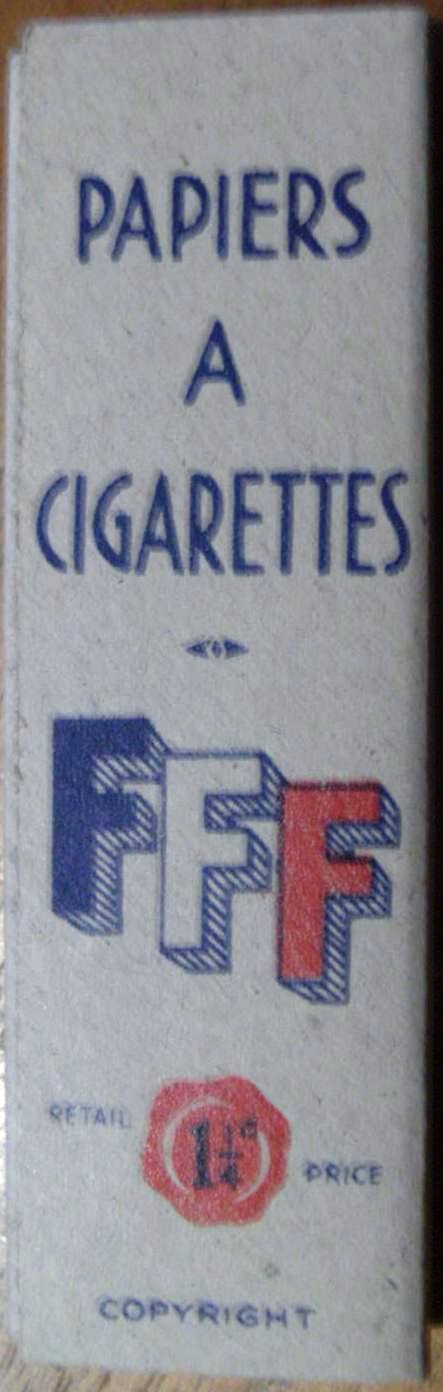 PAPIERS
A
CIGARETTES
FFF
RETAIL 1¼ᵈ PRICE
COPYRIGHT